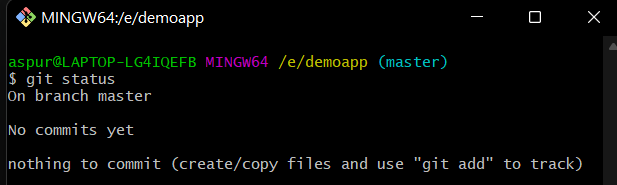 MINGW64:/e/demoapp
aspur@LAPTOP-LG4IQEFB MINGW64 /e/demoapp (master)
$ git status
On branch master
No commits yet
nothing to commit (create/copy files and use "git add" to track)